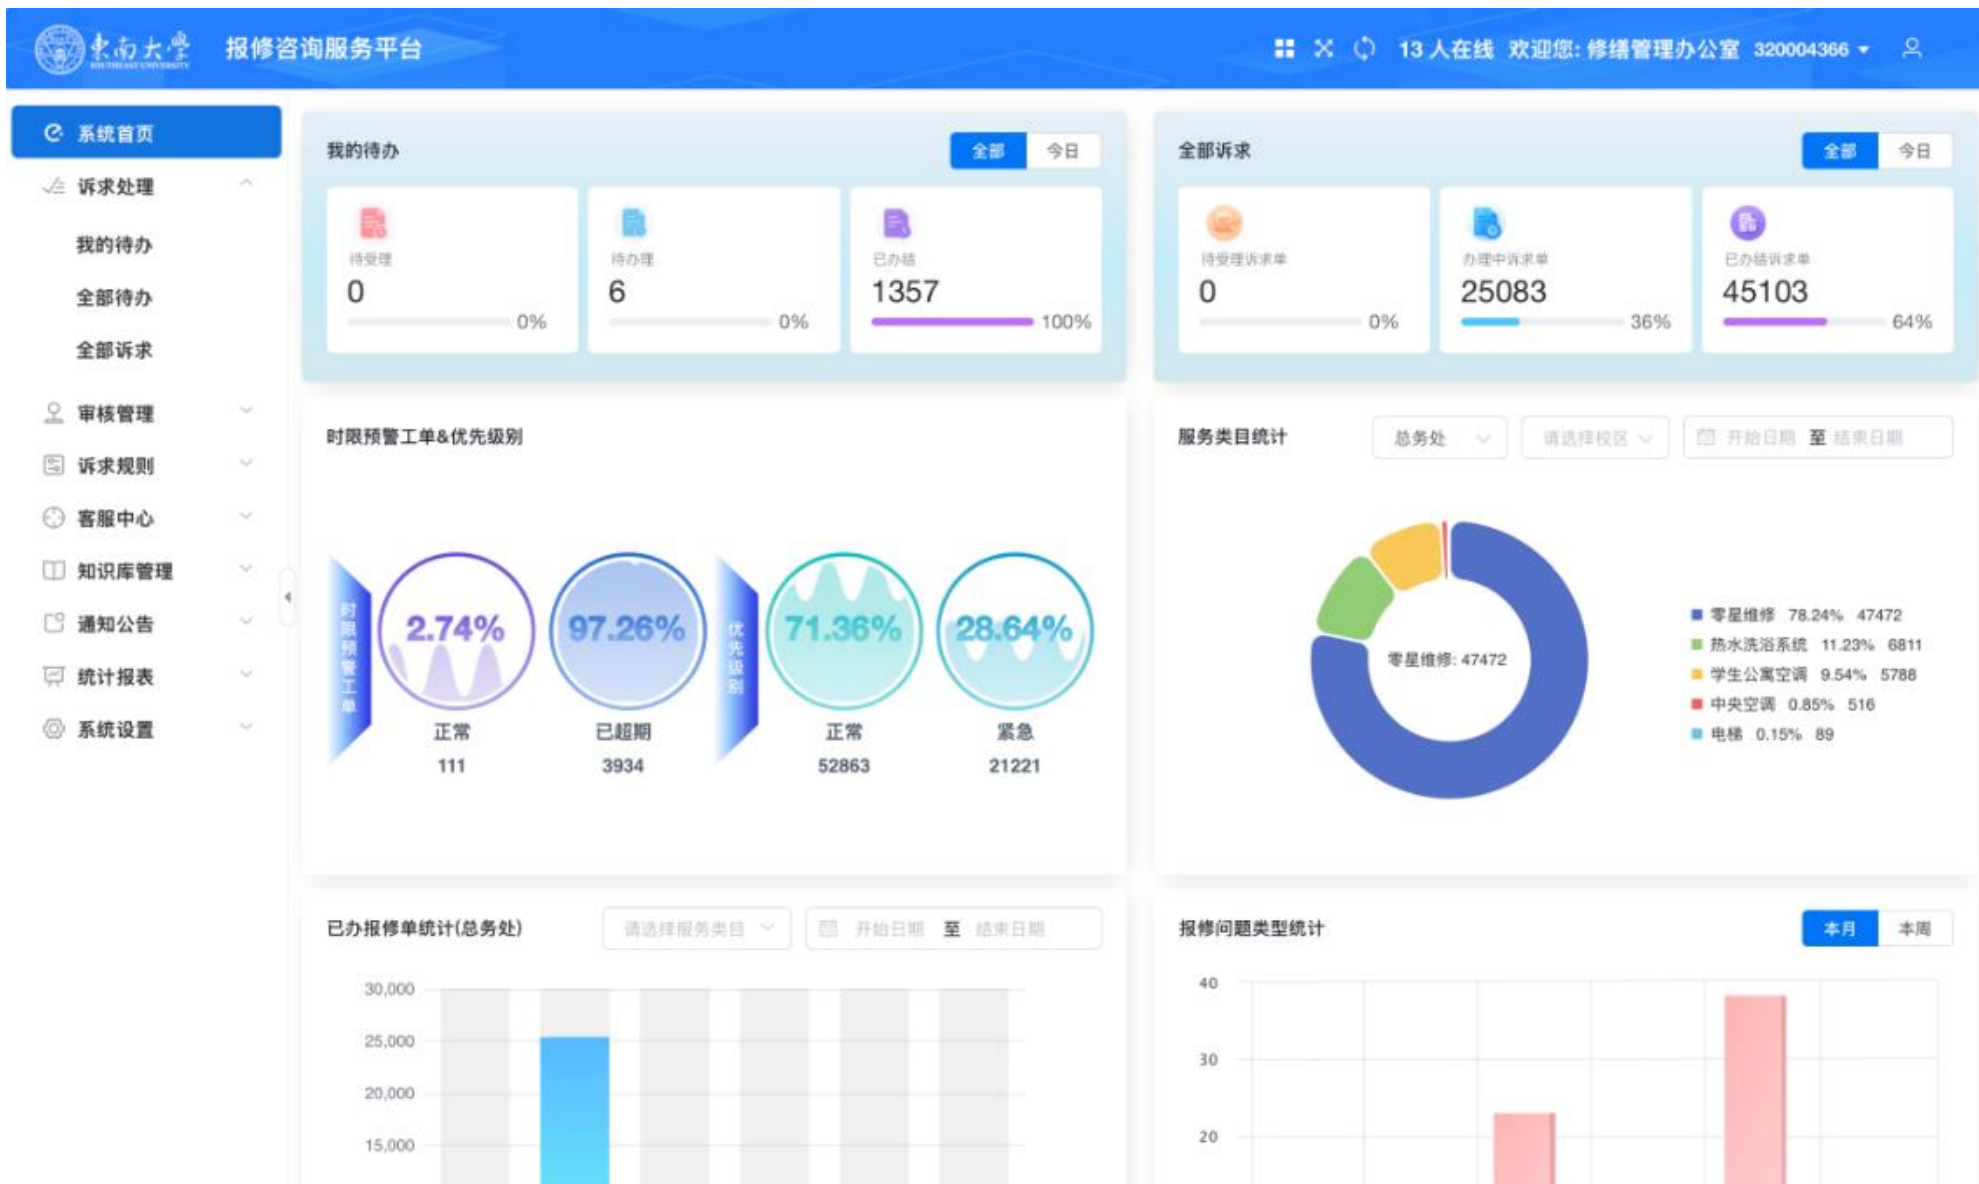 東南大學
SOUTHEAST UNIVERSITY
报修咨询服务平台
13 人在线 欢迎您: 修缮管理办公室 320004366
系统首页
诉求处理
我的待办
全部待办
全部诉求
审核管理
诉求规则
客服中心
知识库管理
通知公告
统计报表
系统设置
我的待办
全部 今日
待受理
0
0%
待办理
6
0%
已办结
1357
100%
全部诉求
全部 今日
待受理诉求单
0
0%
办理中诉求单
25083
36%
已办结诉求单
45103
64%
时限预警工单&优先级别
时限预警工单
2.74%
正常
111
97.26%
已超期
3934
优先级别
71.36%
正常
52863
28.64%
紧急
21221
服务类目统计
总务处
请选择校区
开始日期 至 结束日期
零星维修: 47472
零星维修 78.24% 47472
热水洗浴系统 11.23% 6811
学生公寓空调 9.54% 5788
中央空调 0.85% 516
电梯 0.15% 89
已办报修单统计(总务处)
请选择服务类目
开始日期 至 结束日期
30,000
25,000
20,000
15,000
报修问题类型统计
本月 本周
40
30
20